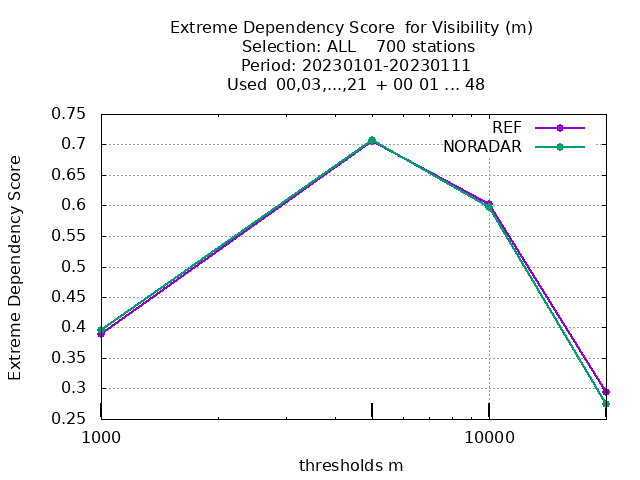 Extreme Dependency Score  for Visibility (m)
Selection: ALL    700 stations
Period: 20230101-20230111
Used  00,03,...,21  + 00 01 ... 48
REF
NORADAR
Extreme Dependency Score
0.75
0.7
0.65
0.6
0.55
0.5
0.45
0.4
0.35
0.3
0.25
1000
10000
thresholds m